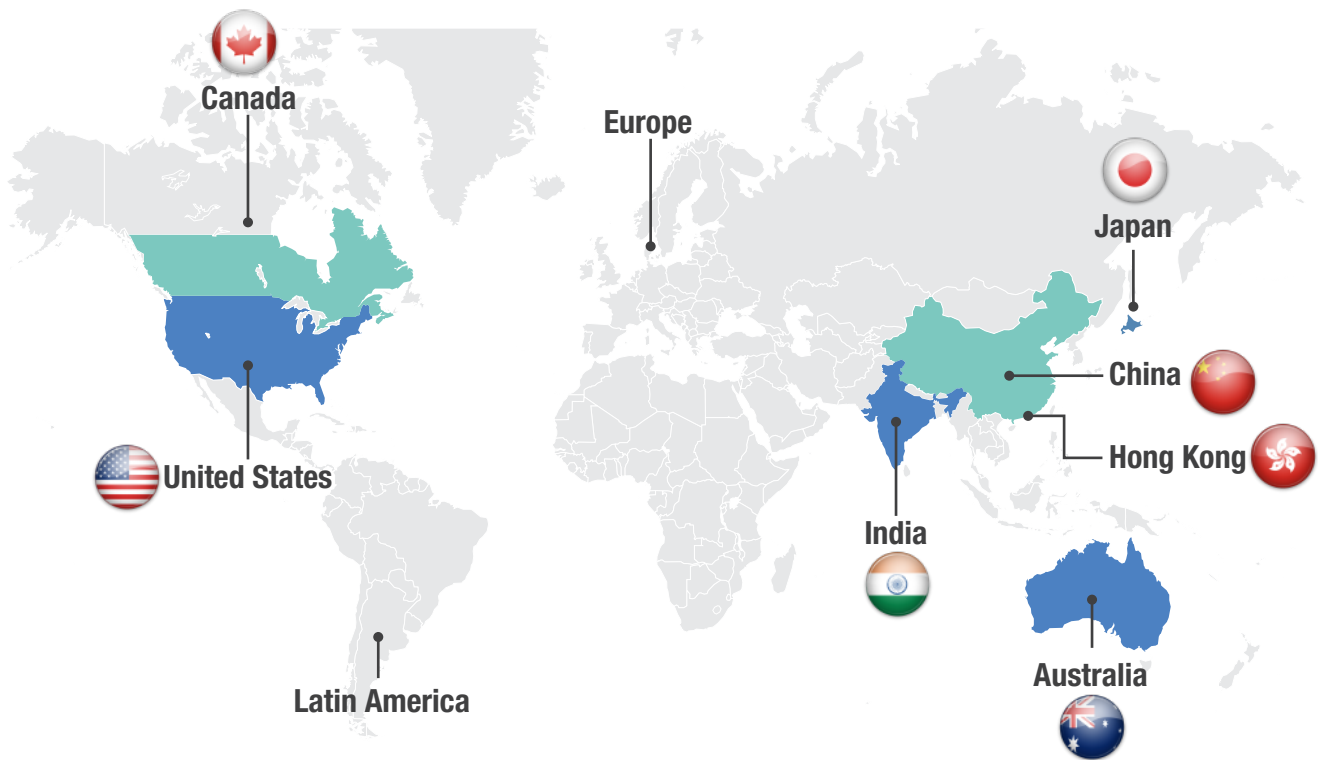 Canada
Europe
Japan
China
Hong Kong
United States
India
Australia
Latin America